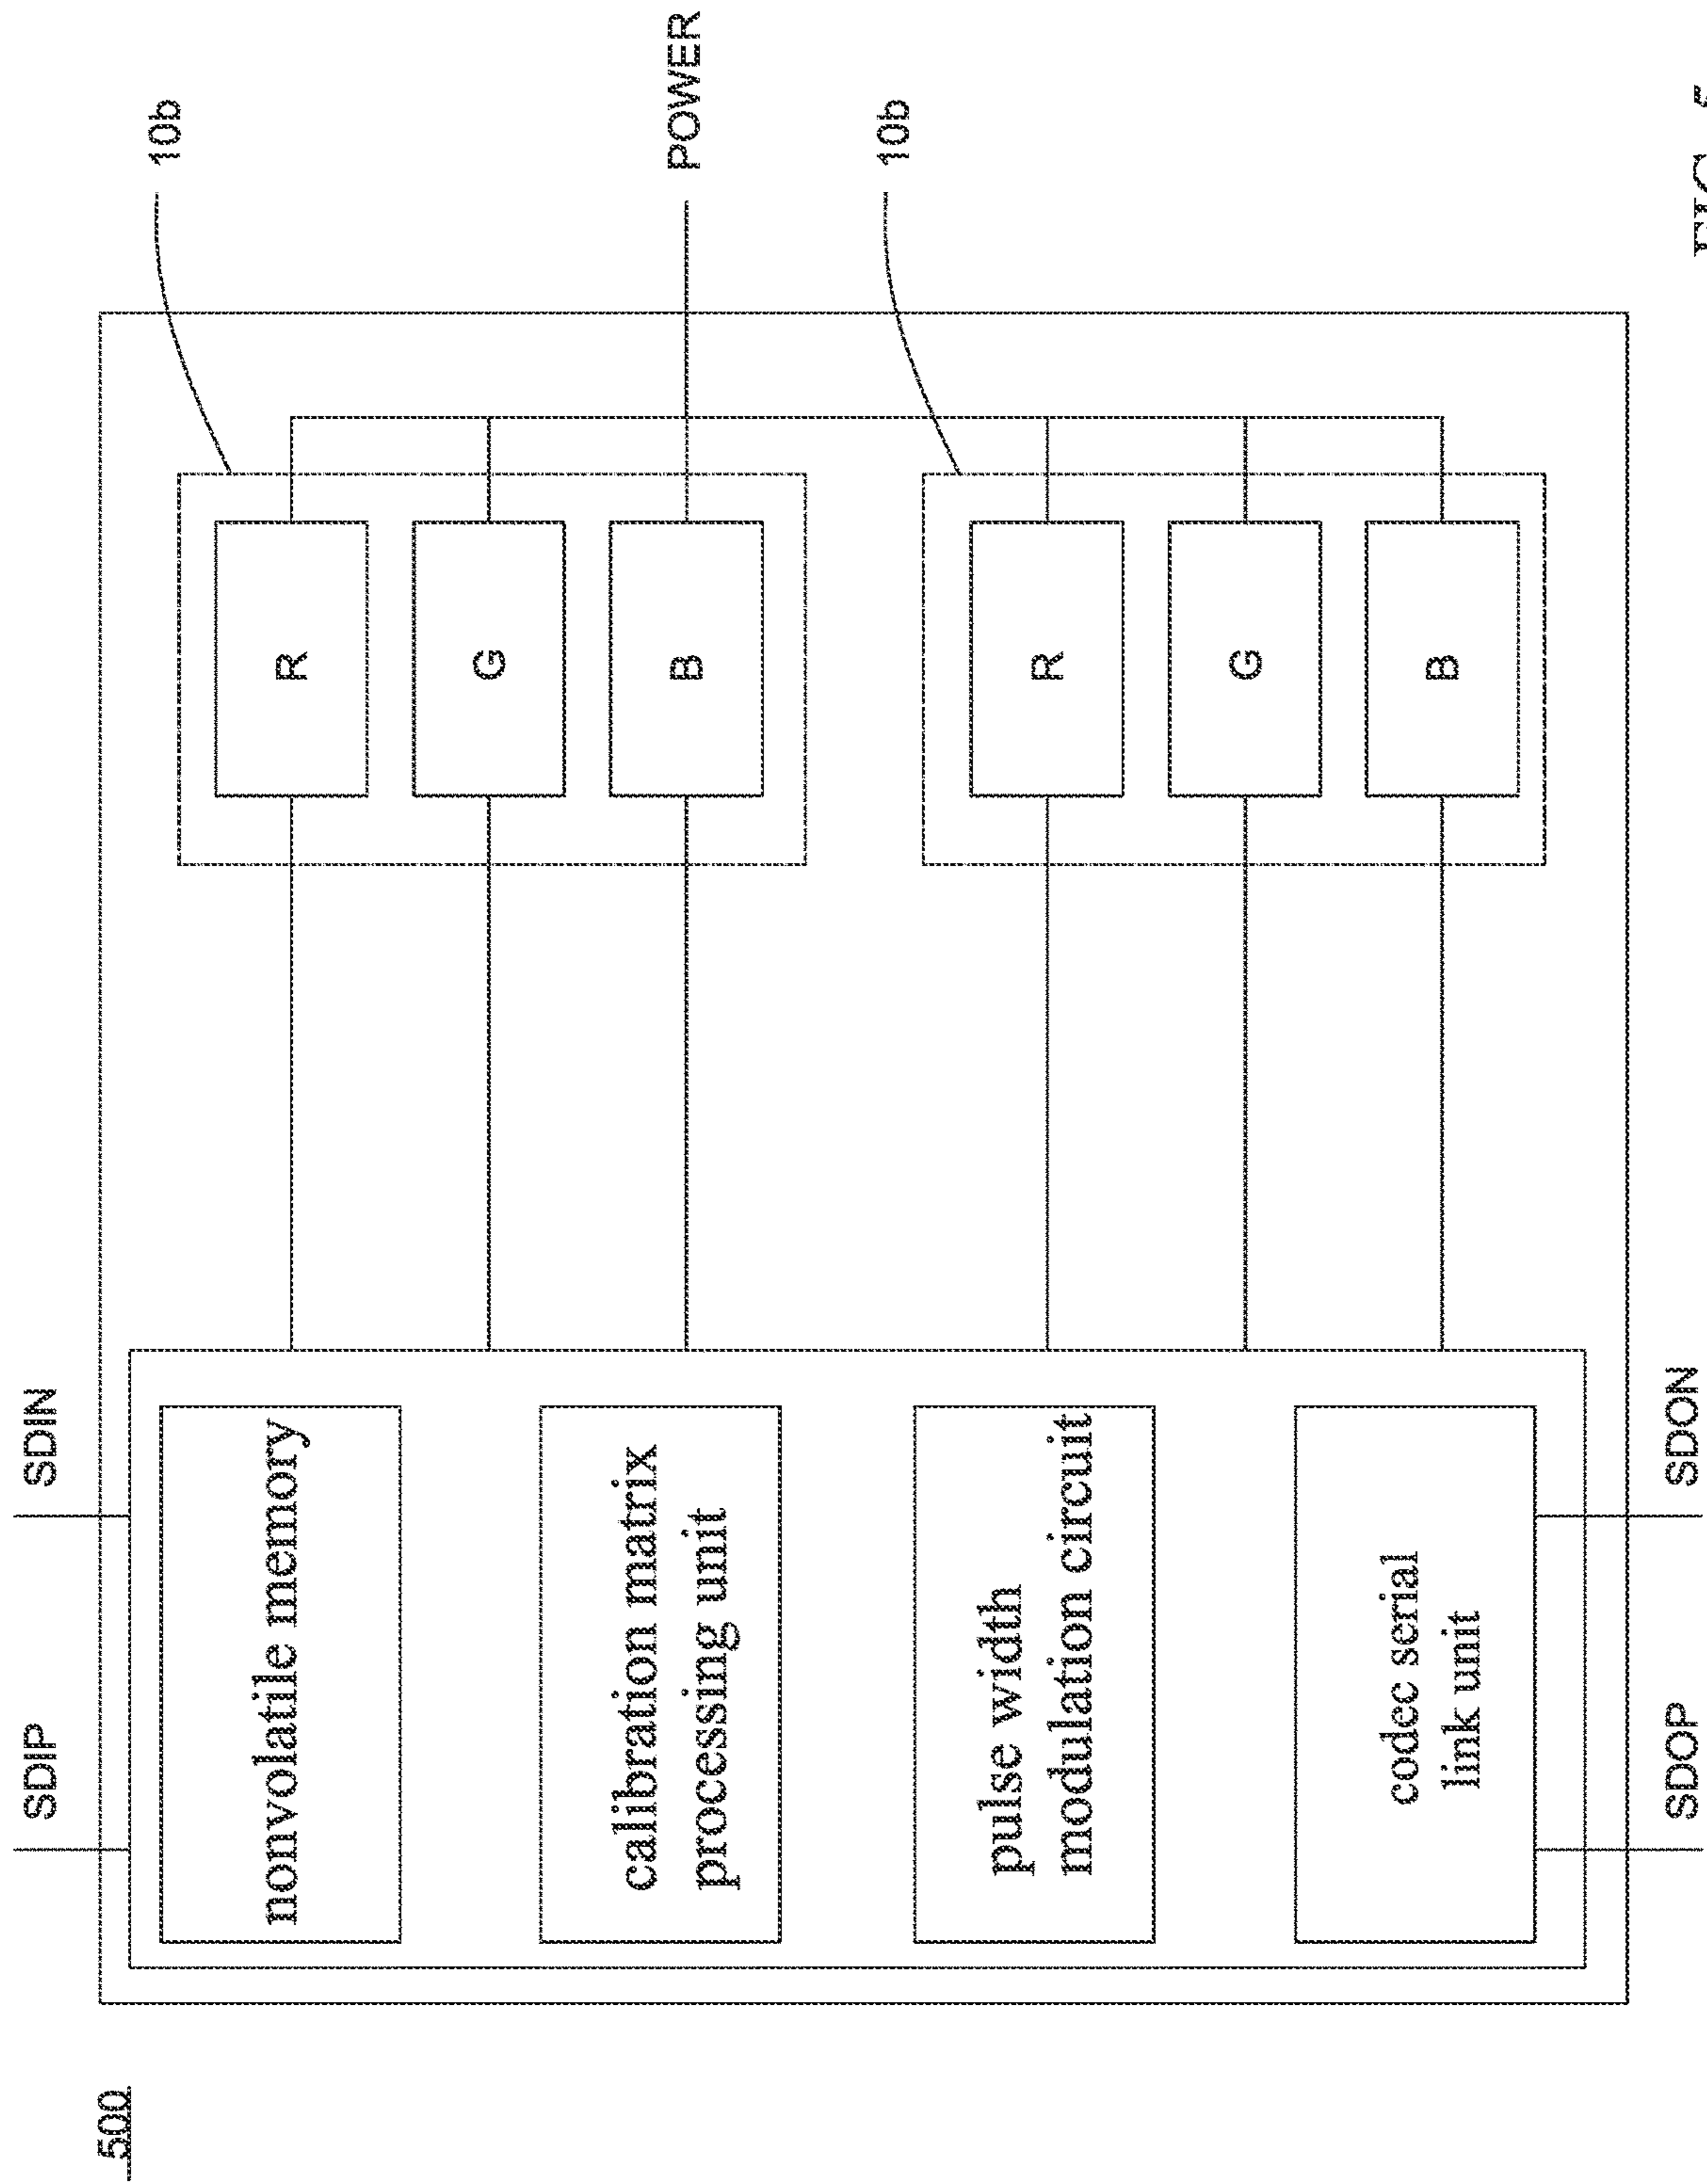 500
SDIP
SDIN
nonvolatile memory
calibration matrix
processing unit
pulse width
modulation circuit
codec serial
link unit
SDOP
SDON
10b
R
G
B
POWER
10b
R
G
B